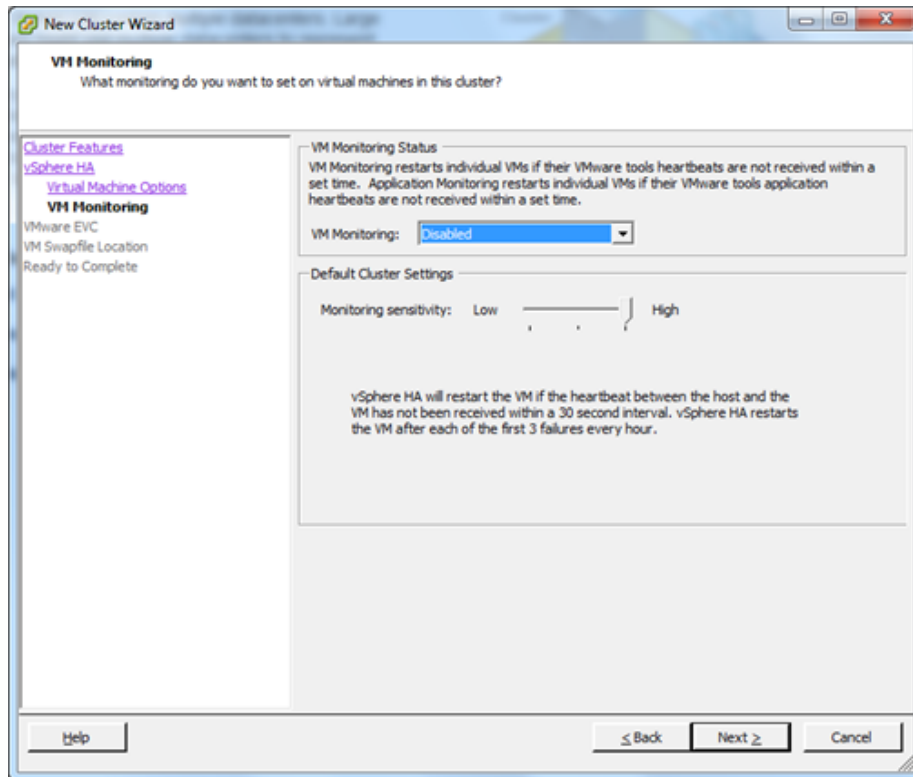 New Cluster Wizard
VM Monitoring
What monitoring do you want to set on virtual machines in this cluster?
Cluster Features
vSphere HA
Virtual Machine Options
VM Monitoring
VMware EVC
VM Swapfile Location
Ready to Complete
VM Monitoring Status
VM Monitoring restarts individual VMs if their VMware tools heartbeats are not received within a
set time. Application Monitoring restarts individual VMs if their VMware tools application
heartbeats are not received within a set time.
VM Monitoring: Disabled
Default Cluster Settings
Monitoring sensitivity: Low High
vSphere HA will restart the VM if the heartbeat between the host and the
VM has not been received within a 30 second interval. vSphere HA restarts
the VM after each of the first 3 failures every hour.
Help
< Back Next > Cancel